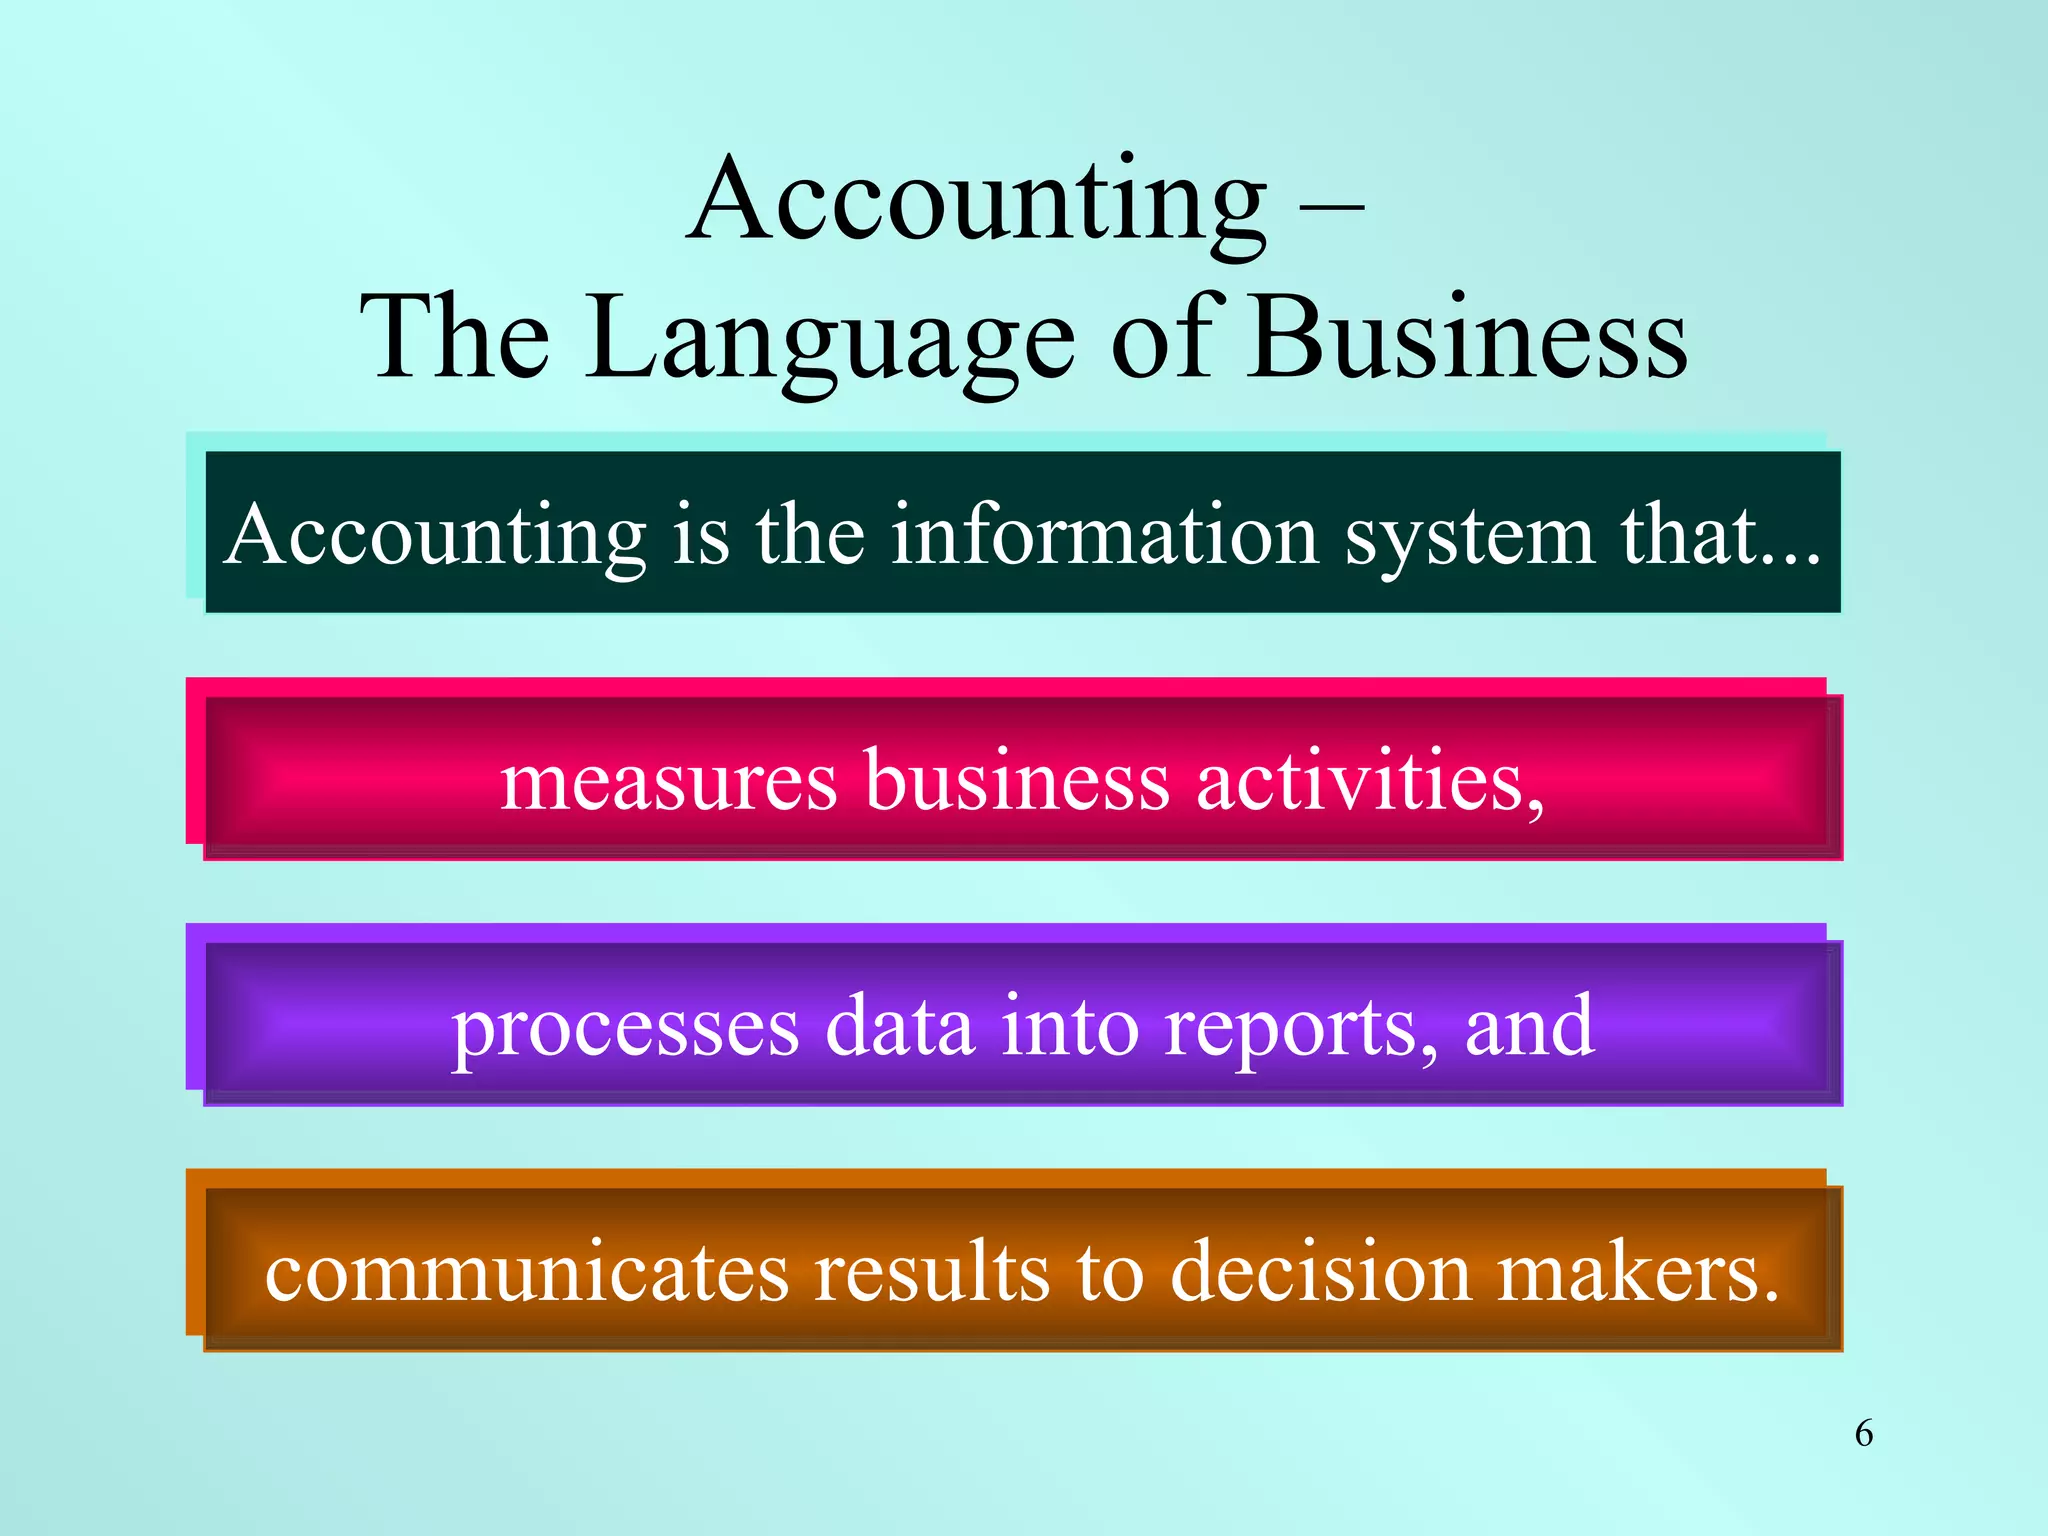 Accounting –
The Language of Business
Accounting is the information system that...
measures business activities,
processes data into reports, and
communicates results to decision makers.
6